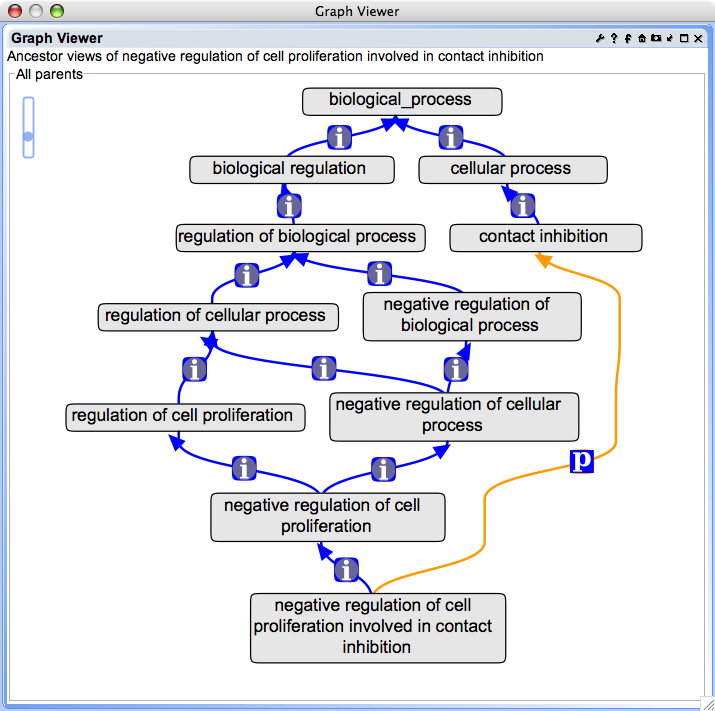 Graph Viewer
Graph Viewer
Ancestor views of negative regulation of cell proliferation involved in contact inhibition
All parents
biological_process
i
i
biological regulation
cellular process
i
i
regulation of biological process
contact inhibition
i
i
regulation of cellular process
negative regulation of
biological process
i
i
i
regulation of cell proliferation
negative regulation of cellular
process
i
i
p
negative regulation of cell
proliferation
i
negative regulation of cell
proliferation involved in contact
inhibition